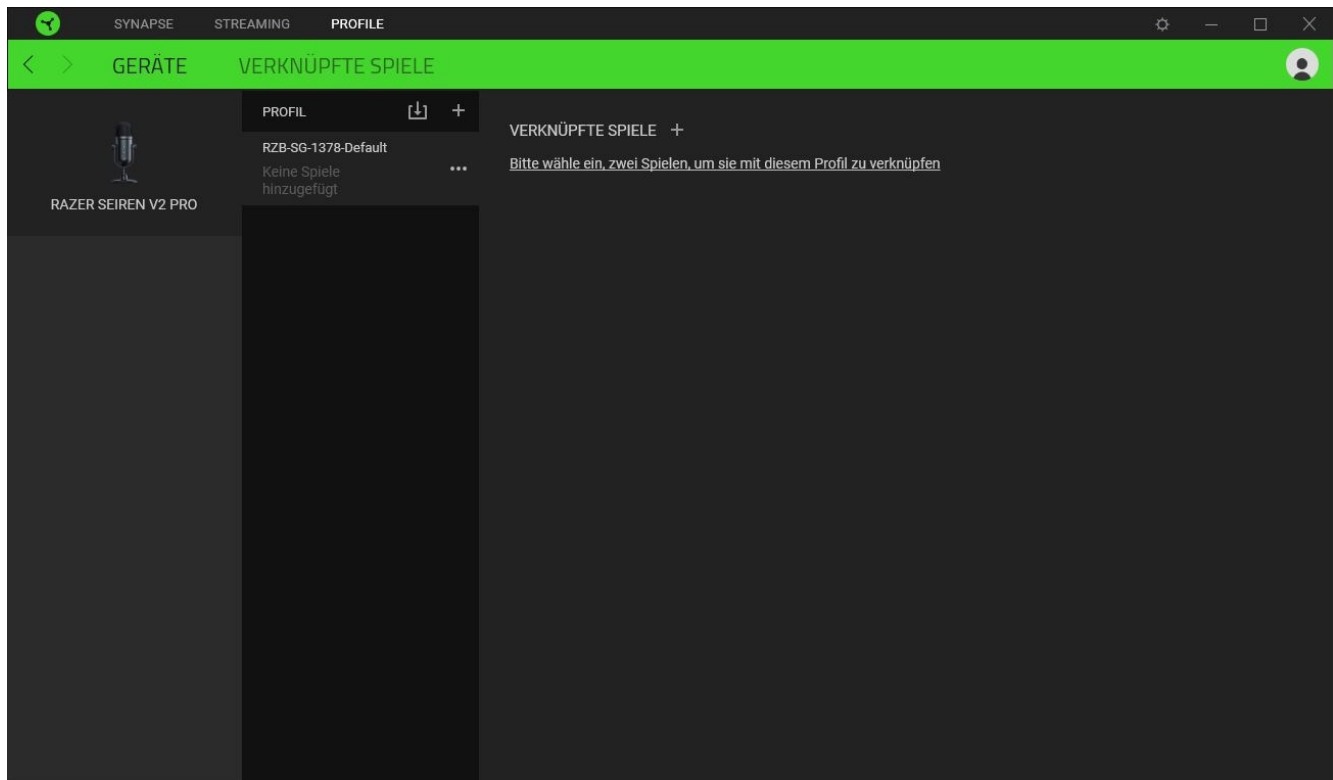 SYNAPSE STREAMING PROFILE
GERÄTE VERKNÜPFTE SPIELE
RAZER SEIREN V2 PRO
PROFIL
RZB-SG-1378-Default
Keine Spiele
hinzugefügt
VERKNÜPFTE SPIELE
Bitte wähle ein, zwei Spielen, um sie mit diesem Profil zu verknüpfen